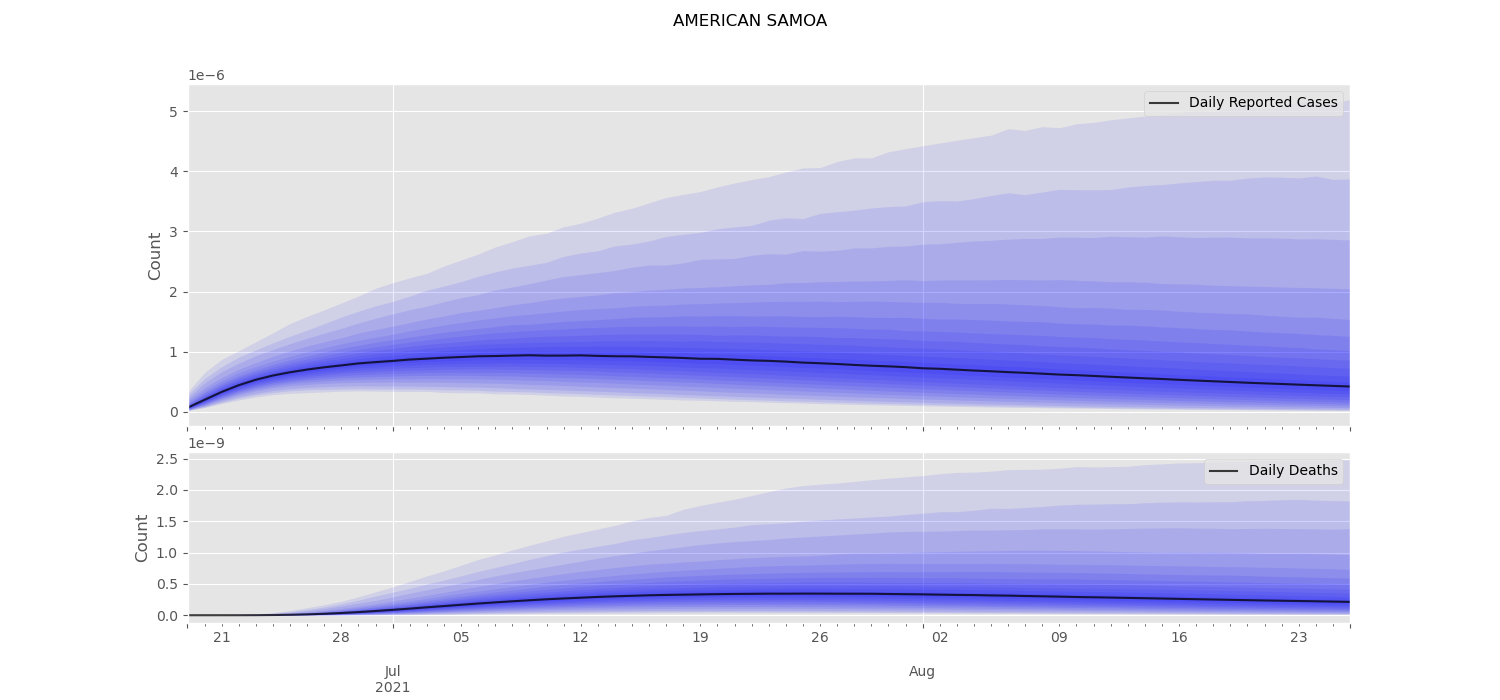 AMERICAN SAMOA
1e−6
5
4
3
2
1
0
Count
Daily Reported Cases
1e−9
2.5
2.0
1.5
1.0
0.5
0.0
Count
Daily Deaths
21 28 05 12 19 26 02 09 16 23
Jul Aug
2021